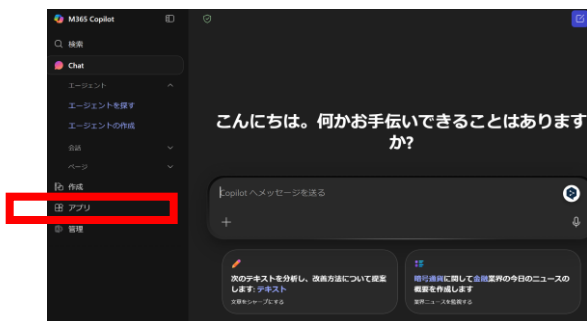 M365 Copilot
検索
Chat
エージェント
エージェントを探す
エージェントの作成
会話
ページ
作成
アプリ
管理
こんにちは。何かお手伝いできることはあります
か?
Copilot へメッセージを送る
次のテキストを分析し、改善方法について提案
します: テキスト
文章をシャープにする
暗号通貨に関して金融業界の今日のニュースの
概要を作成します
業界ニュースを監視する